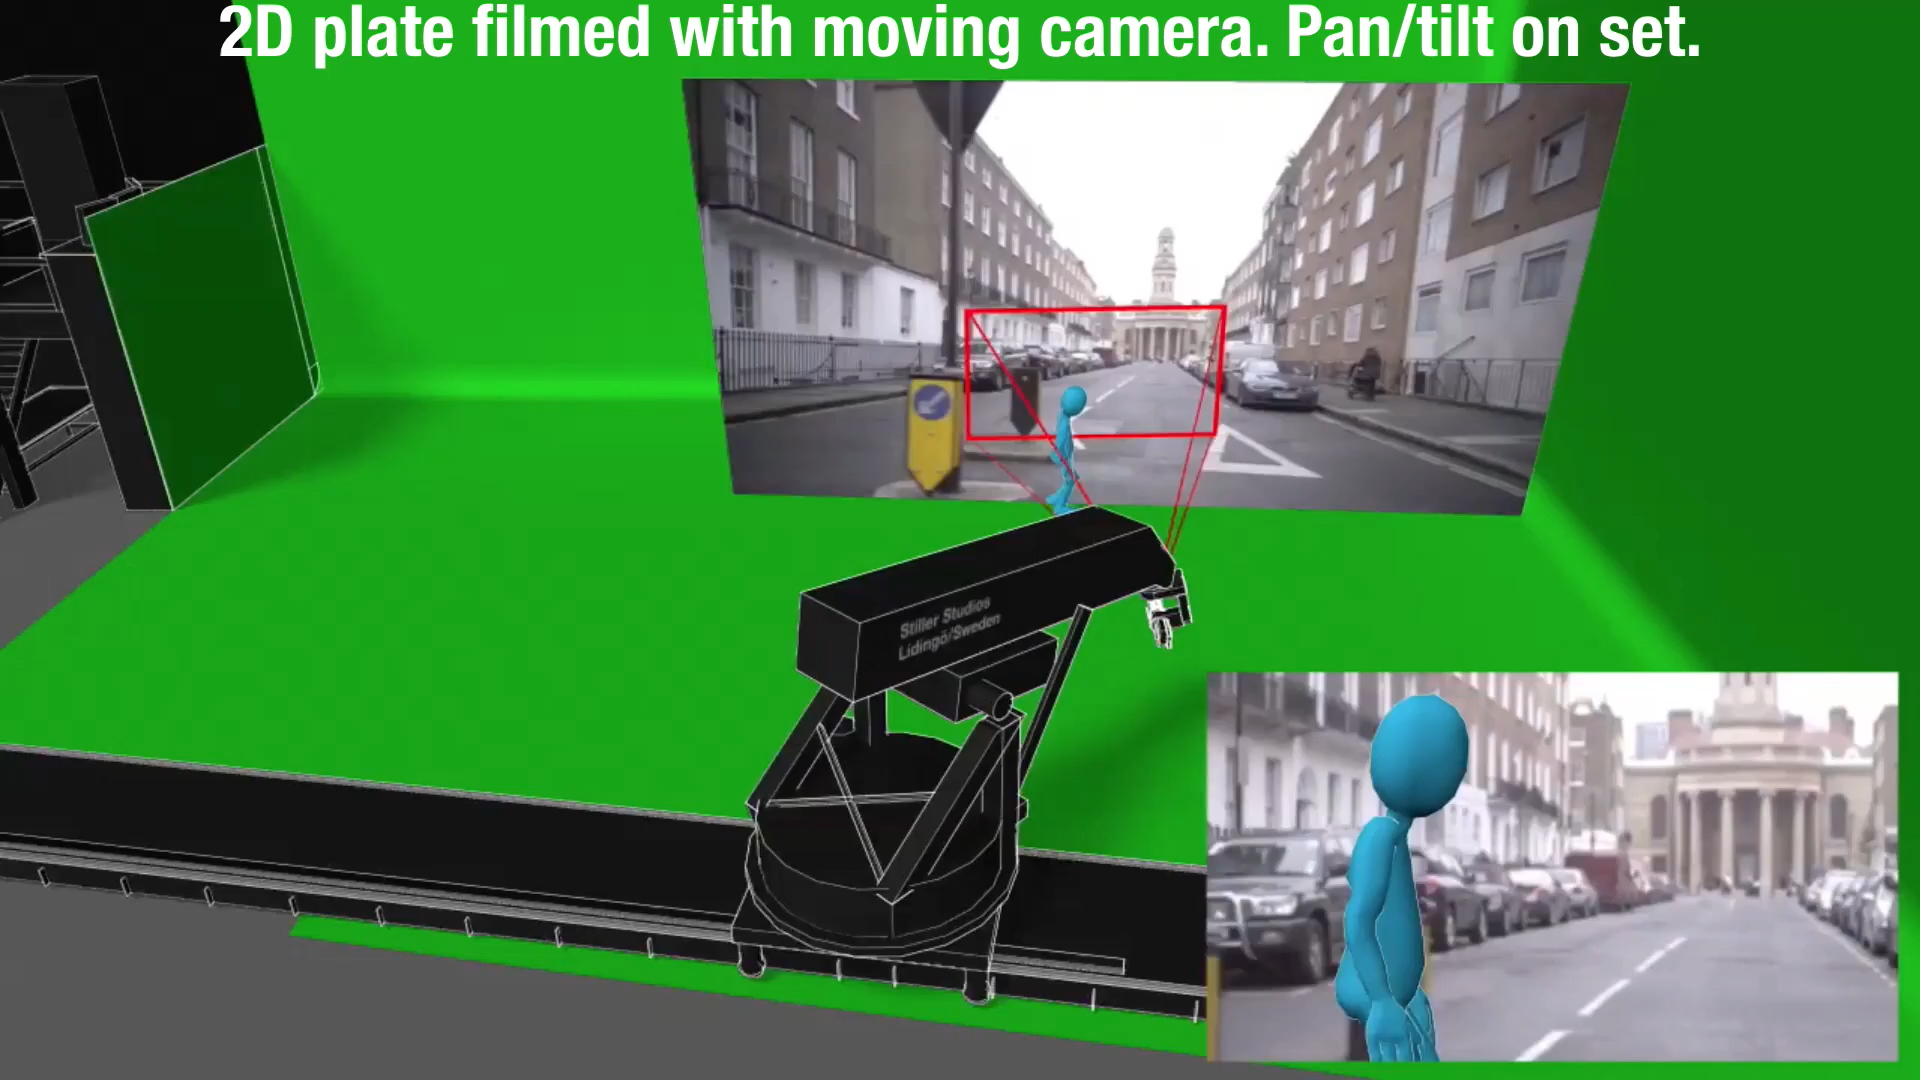 2D plate filmed with moving camera. Pan/tilt on set.
Stiller Studios
Lidingö/Sweden